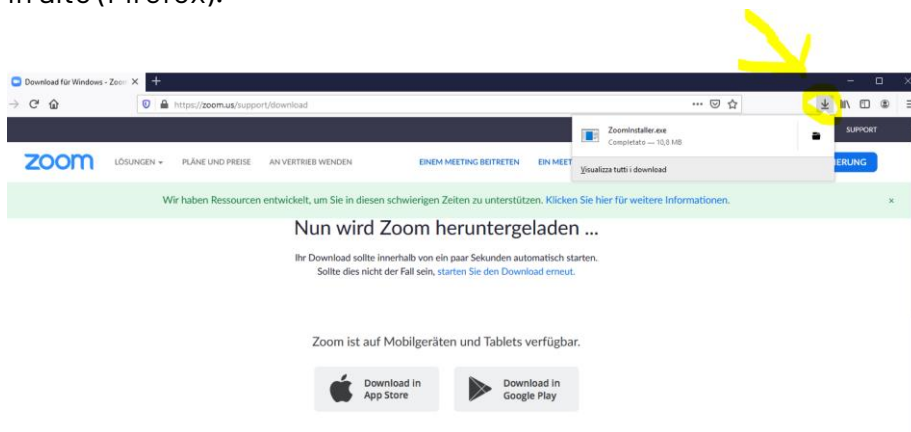 in alto (Firefox).
Download für Windows - Zoom
https://zoom.us/support/download
ZoomInstaller.exe
Completato — 10,8 MB
Visualizza tutti i download
SUPPORT
zoom LÖSUNGEN PLÄNE UND PREISE AN VERTRIEB WENDEN EINEM MEETING BEITRETEN EIN MEET ERUNG
Wir haben Ressourcen entwickelt, um Sie in diesen schwierigen Zeiten zu unterstützen. Klicken Sie hier für weitere Informationen.
Nun wird Zoom heruntergeladen ...
Ihr Download sollte innerhalb von ein paar Sekunden automatisch starten.
Sollte dies nicht der Fall sein, starten Sie den Download erneut.
Zoom ist auf Mobilgeräten und Tablets verfügbar.
Download in
App Store
Download in
Google Play